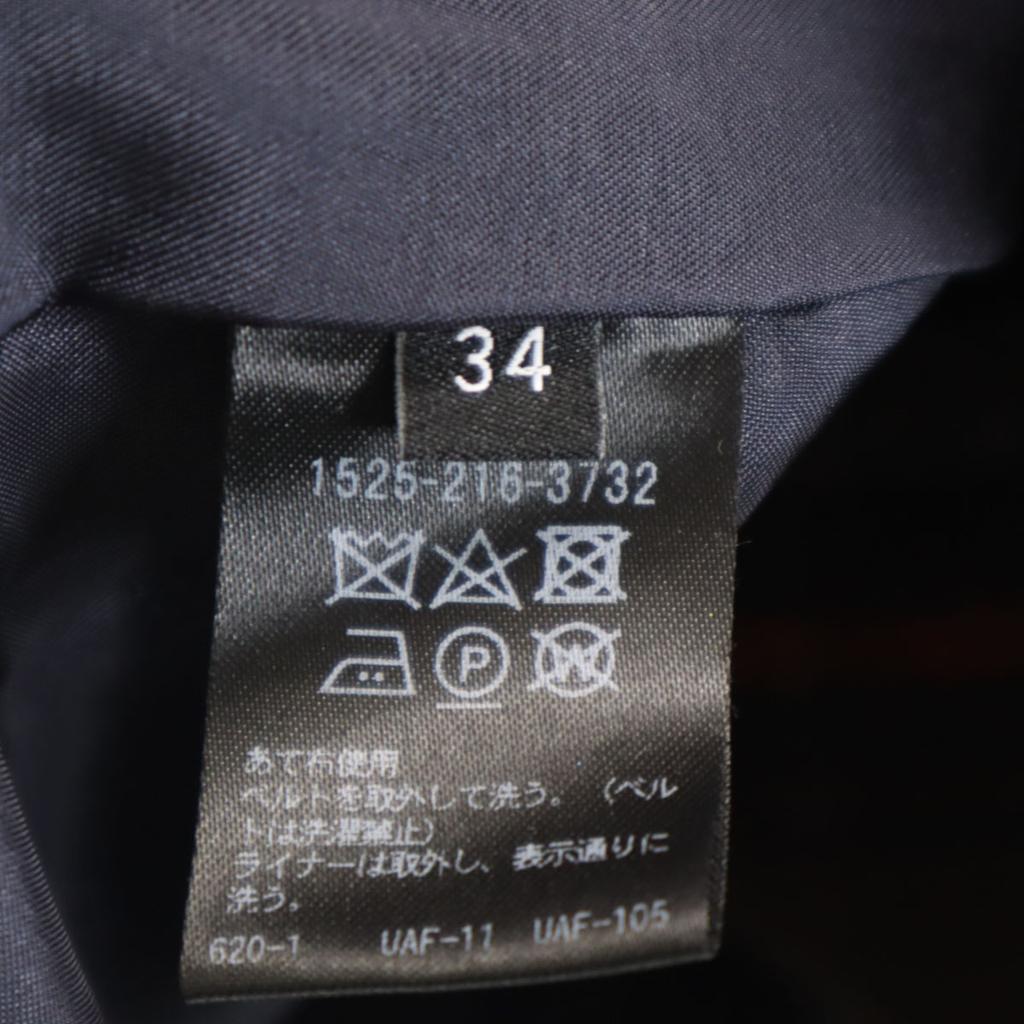 34
1525-216-3732
P
W
あて布使用
ベルトを取外して洗う。（ベル
トは洗濯禁止）
ライナーは取外し、表示通りに
洗う。
620-1 UAF-11 UAF-105